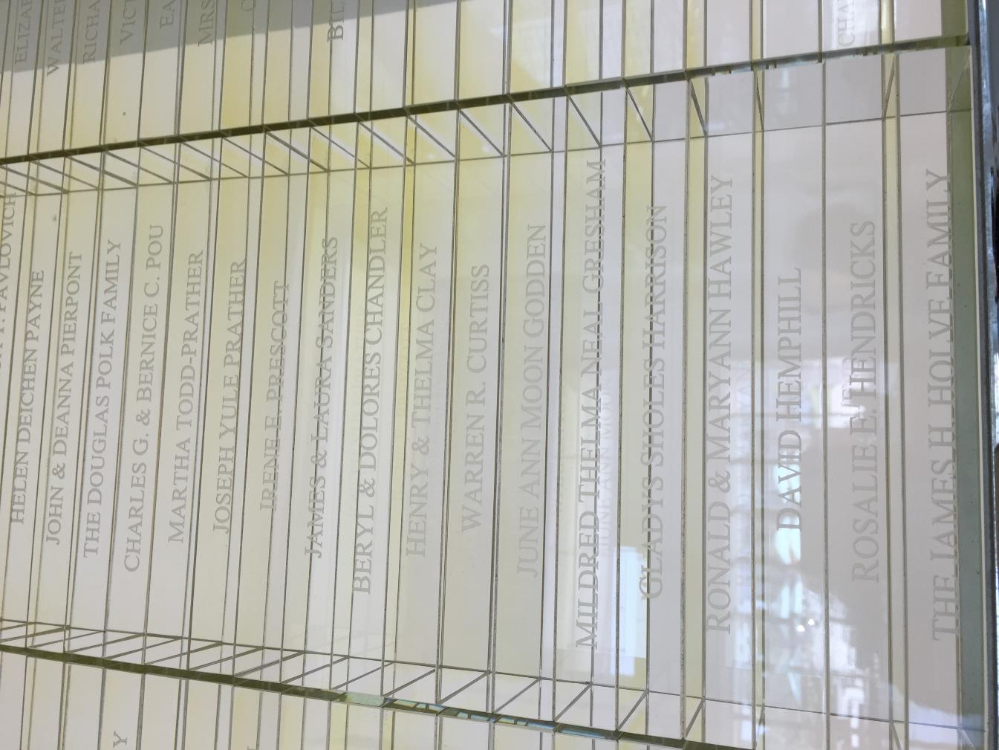 PAVLOVICH
HELEN DEICHEN PAYNE
JOHN & DEANNA PIERPONT
THE DOUGLAS POLK FAMILY
CHARLES G. & BERNICE C. POU
MARTHA TODD-PRATHER
JOSEPH YULE PRATHER
IRENE E. PRESCOTT
JAMES & LAURA SANDERS
BERYL & DOLORES CHANDLER
HENRY & THELMA CLAY
WARREN R. CURTISS
JUNE ANN MOON GODDEN
MILDRED THELMA NEAL GRESHAM
GLADYS SHOLES HARRISON
RONALD & MARYANN HAWLEY
DAVID HEMPHILL
ROSALIE E. HENDRICKS
THE JAMES H HOLVE FAMILY
MRS